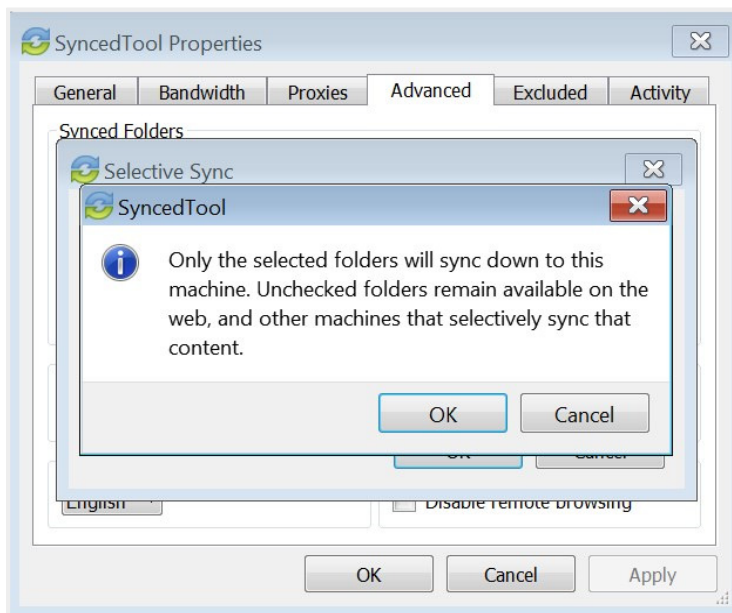 SyncedTool Properties
General Bandwidth Proxies Advanced Excluded Activity
Synced Folders
Selective Sync
SyncedTool
Only the selected folders will sync down to this
machine. Unchecked folders remain available on the
web, and other machines that selectively sync that
content.
OK Cancel
OK Cancel
English Disable remote browsing
OK Cancel Apply